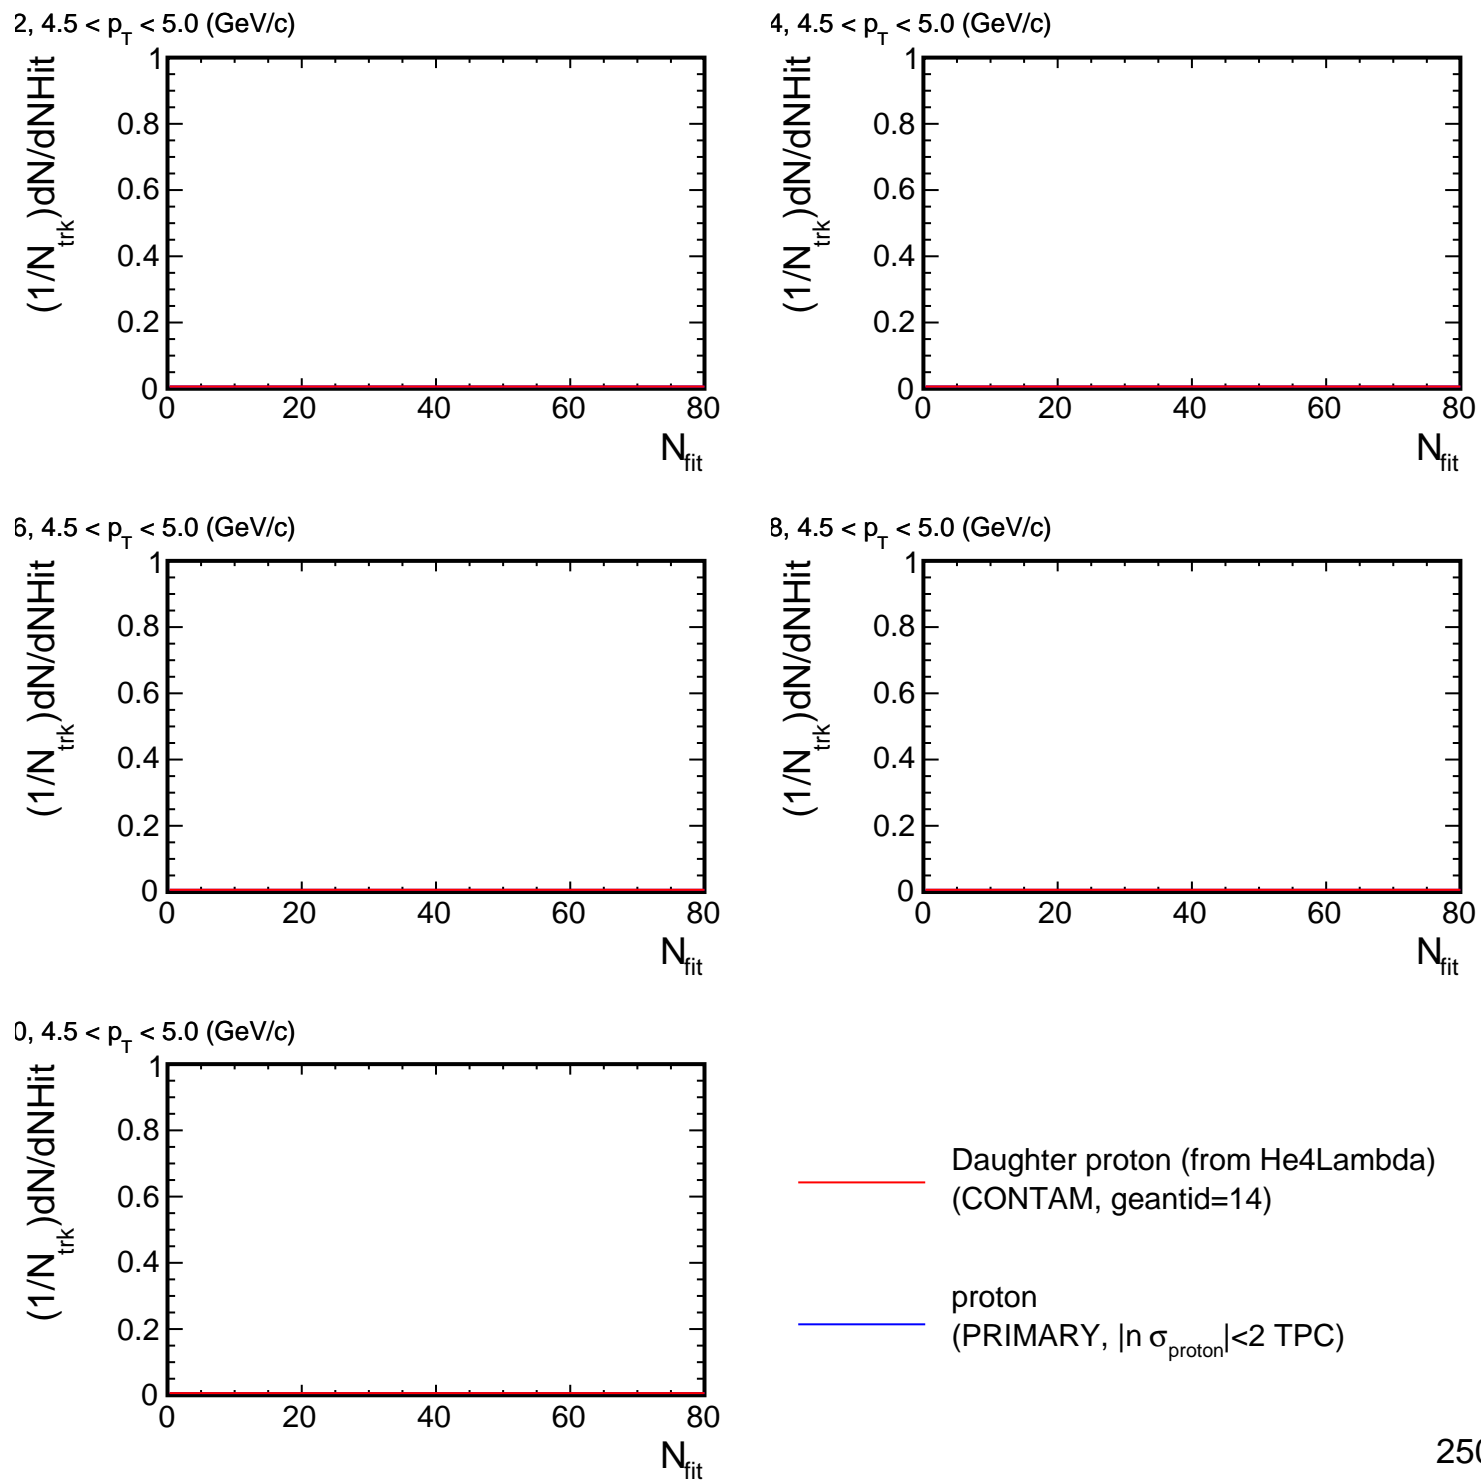 2, 4.5 < p_T < 5.0 (GeV/c)
(1/N_trk)dN/dNHit
1
0.8
0.6
0.4
0.2
0
0 20 40 60 80
N_fit
4, 4.5 < p_T < 5.0 (GeV/c)
(1/N_trk)dN/dNHit
1
0.8
0.6
0.4
0.2
0
0 20 40 60 80
N_fit
6, 4.5 < p_T < 5.0 (GeV/c)
(1/N_trk)dN/dNHit
1
0.8
0.6
0.4
0.2
0
0 20 40 60 80
N_fit
8, 4.5 < p_T < 5.0 (GeV/c)
(1/N_trk)dN/dNHit
1
0.8
0.6
0.4
0.2
0
0 20 40 60 80
N_fit
0, 4.5 < p_T < 5.0 (GeV/c)
(1/N_trk)dN/dNHit
1
0.8
0.6
0.4
0.2
0
0 20 40 60 80
N_fit
Daughter proton (from He4Lambda)
(CONTAM, geantid=14)
proton
(PRIMARY, |n σ_proton|<2 TPC)
250